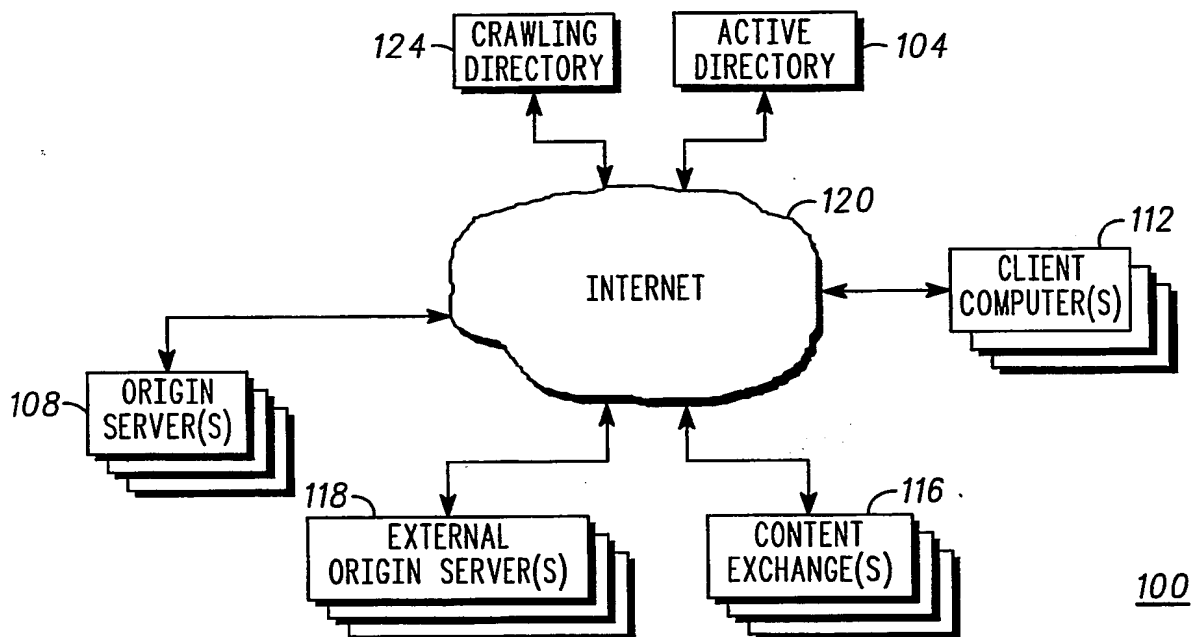 124
CRAWLING
DIRECTORY
ACTIVE
DIRECTORY
104
120
INTERNET
112
CLIENT
COMPUTER(S)
108
ORIGIN
SERVER(S)
118
EXTERNAL
ORIGIN SERVER(S)
116
CONTENT
EXCHANGE(S)
100